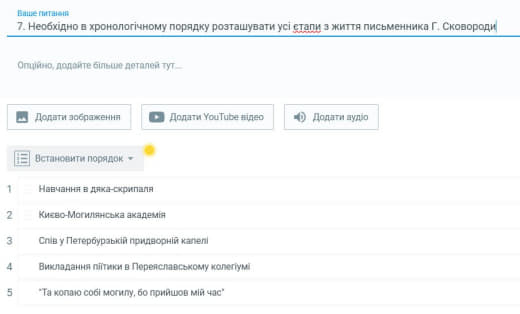 Ваше питання
7. Необхідно в хронологічному порядку розташувати усі єтапи з життя письменника Г. Сковороди
Опційно, додайте більше деталей тут...
Додати зображення Додати YouTube відео Додати аудіо
Встановити порядок
1 Навчання в дяка-скрипаля
2 Києво-Могилянська академія
3 Спів у Петербурзькій придворній капелі
4 Викладання піїтики в Переяславському колегіумі
5 "Та копаю собі могилу, бо прийшов мій час"